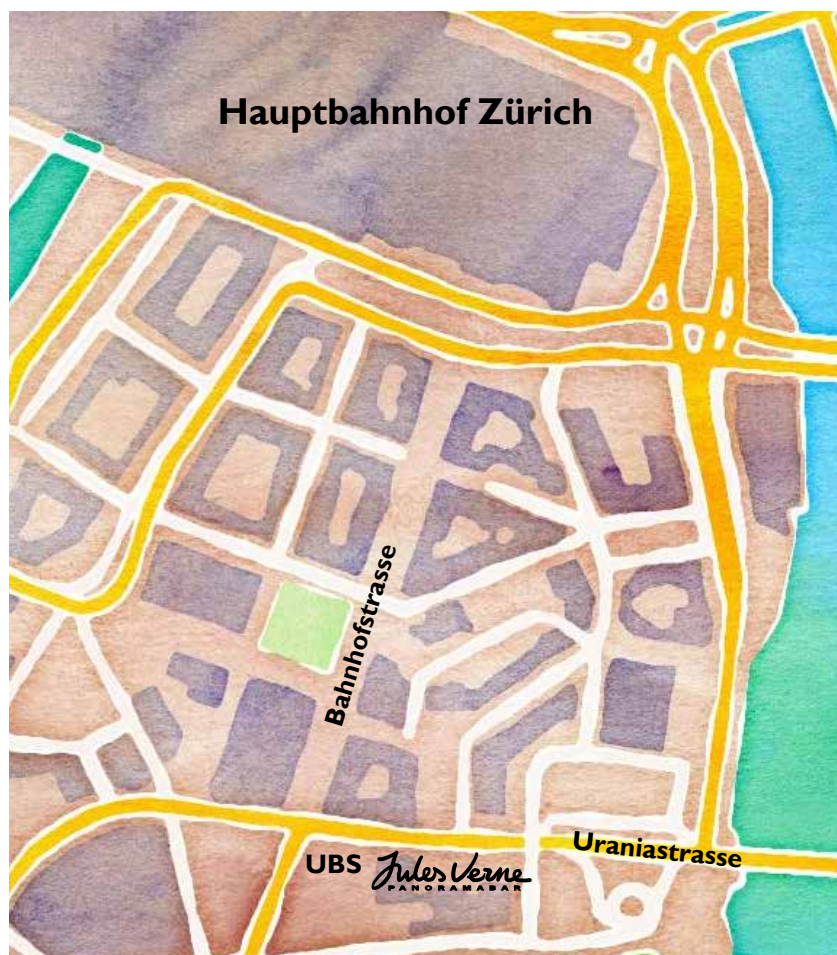 Hauptbahnhof Zürich
Bahnhofstrasse
Uraniastrasse
UBS Jules Verne
PANORAMABAR